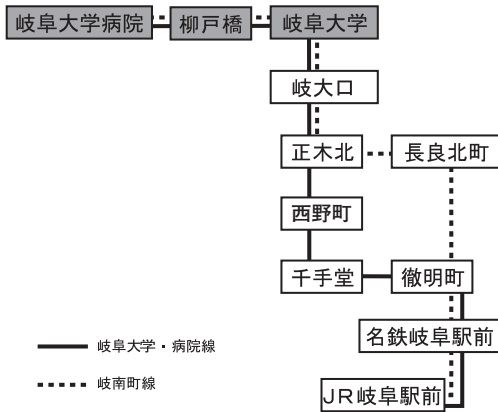 岐阜大学病院
柳戸橋
岐阜大学
岐大口
正木北
長良北町
西野町
千手堂
徹明町
名鉄岐阜駅前
JR岐阜駅前
岐阜大学・病院線
岐南町線